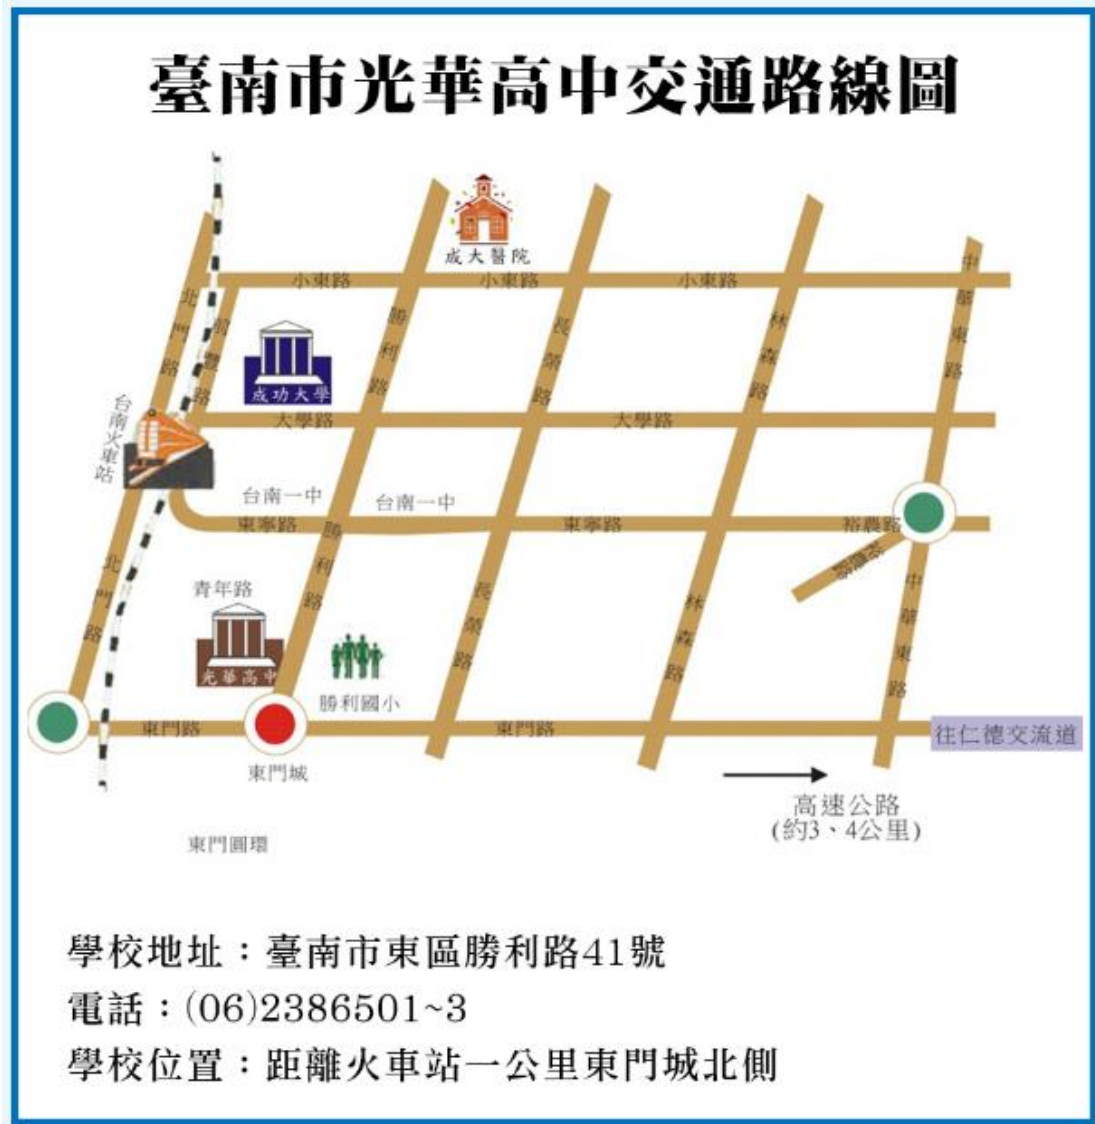 臺南市光華高中交通路線圖
成大醫院
小東路
小東路
小東路
中華東路
北門路
前豐路
勝利路
長榮路
林森路
成功大學
大學路
大學路
台南火車站
台南一中
台南一中
東寧路
東寧路
裕農路
裕農路
勝利路
北門路
青年路
光華高中
長榮路
林森路
中華東路
勝利國小
東門路
東門路
往仁德交流道
東門城
高速公路
(約3、4公里)
東門圓環
學校地址：臺南市東區勝利路41號
電話：(06)2386501~3
學校位置：距離火車站一公里東門城北側